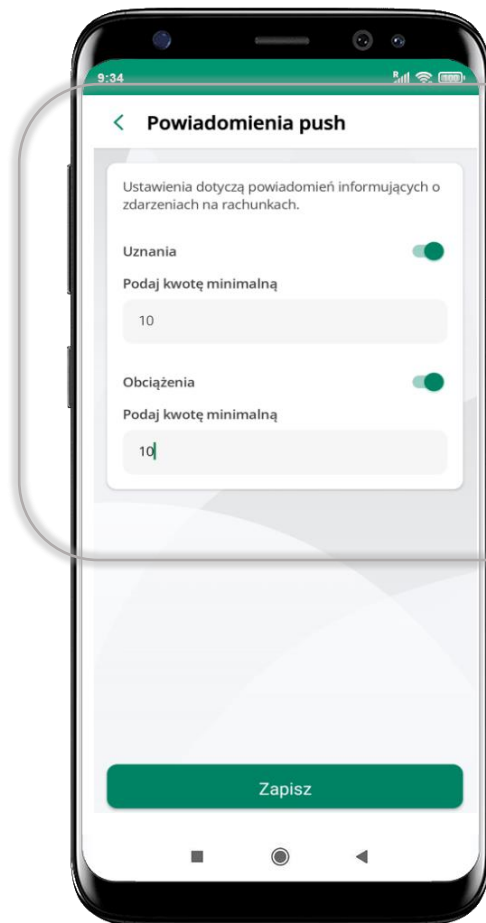 9:34
Powiadomienia push
Ustawienia dotyczą powiadomień informujących o
zdarzeniach na rachunkach.
Uznania
Podaj kwotę minimalną
10
Obciążenia
Podaj kwotę minimalną
10
Zapisz